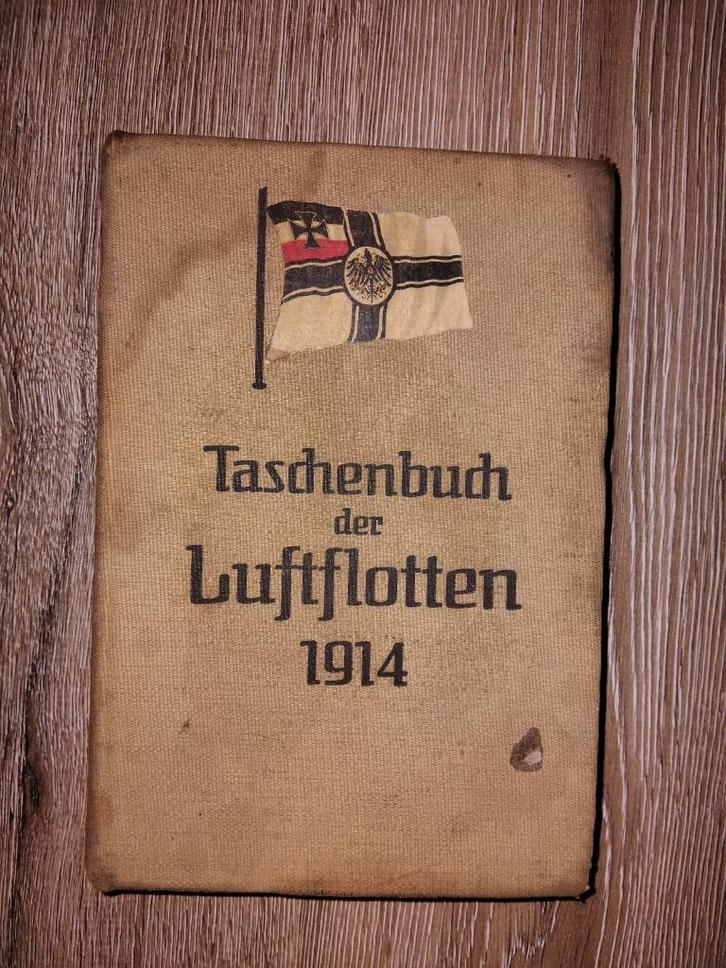 Taschenbuch
der
Luftflotten
1914